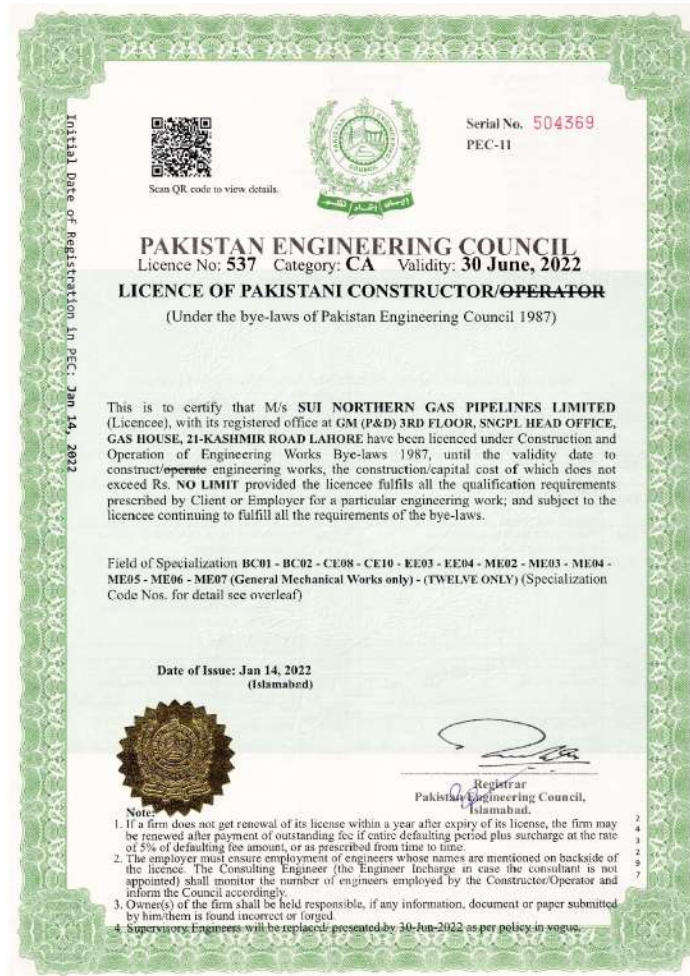 Serial No. 504369
PEC-11
Scan QR code to view details.
PAKISTAN ENGINEERING COUNCIL
Licence No: 537 Category: CA Validity: 30 June, 2022
LICENCE OF PAKISTANI CONSTRUCTOR/OPERATOR
(Under the bye-laws of Pakistan Engineering Council 1987)
Initial Date of Registration in PEC: Jan 14, 2022
This is to certify that M/s SUI NORTHERN GAS PIPELINES LIMITED
(Licencee), with its registered office at GM (P&D) 3RD FLOOR, SNGPL HEAD OFFICE,
GAS HOUSE, 21-KASHMIR ROAD LAHORE have been licenced under Construction and
Operation of Engineering Works Bye-laws 1987, until the validity date to
construct/operate engineering works, the construction/capital cost of which does not
exceed Rs. NO LIMIT provided the licencee fulfils all the qualification requirements
prescribed by Client or Employer for a particular engineering work; and subject to the
licencee continuing to fulfill all the requirements of the bye-laws.
Field of Specialization BC01 - BC02 - CE08 - CE10 - EE03 - EE04 - ME02 - ME03 - ME04 -
ME05 - ME06 - ME07 (General Mechanical Works only) - (TWELVE ONLY) (Specialization
Code Nos. for detail see overleaf)
Date of Issue: Jan 14, 2022
(Islamabad)
Registrar
Pakistan Engineering Council,
Islamabad.
Note:
1. If a firm does not get renewal of its license within a year after expiry of its license, the firm may
be renewed after payment of outstanding fee if entire defaulting period plus surcharge at the rate
of 5% of defaulting fee amount, or as prescribed from time to time.
2. The employer must ensure employment of engineers whose names are mentioned on backside of
the licence. The Consulting Engineer (the Engineer Incharge in case the consultant is not
appointed) shall monitor the number of engineers employed by the Constructor/Operator and
inform the Council accordingly.
3. Owner(s) of the firm shall be held responsible, if any information, document or paper submitted
by him/them is found incorrect or forged.
4. Supervisory Engineers will be replaced/ presented by 30-Jun-2022 as per policy in vogue.
243297